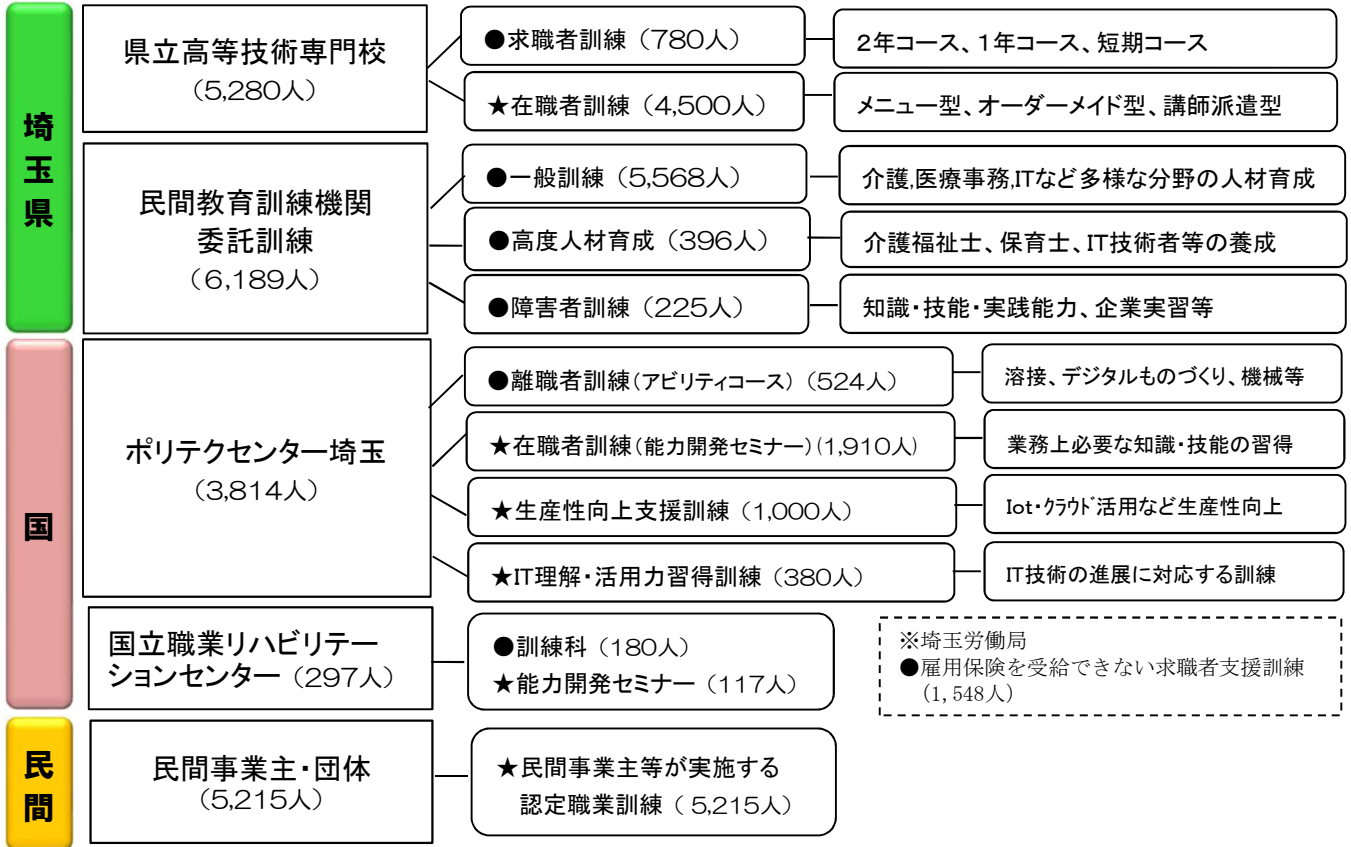 埼玉県
県立高等技術専門校
（5,280人）
●求職者訓練（780人）
２年コース、１年コース、短期コース
★在職者訓練（4,500人）
メニュー型、オーダーメイド型、講師派遣型
民間教育訓練機関
委託訓練
（6,189人）
●一般訓練（5,568人）
介護,医療事務,ITなど多様な分野の人材育成
●高度人材育成（396人）
介護福祉士、保育士、IT技術者等の養成
●障害者訓練（225人）
知識・技能・実践能力、企業実習等
国
ポリテクセンター埼玉
（3,814人）
●離職者訓練（アビリティコース）（524人）
溶接、デジタルものづくり、機械等
★在職者訓練（能力開発セミナー）（1,910人）
業務上必要な知識・技能の習得
★生産性向上支援訓練（1,000人）
Iot・ｸﾗｳﾄﾞ活用など生産性向上
★IT理解・活用力習得訓練（380人）
IT技術の進展に対応する訓練
国立職業リハビリテー
ションセンター（297人）
●訓練科（180人）
★能力開発セミナー（117人）
※埼玉労働局
●雇用保険を受給できない求職者支援訓練
（1,548人）
民間
民間事業主・団体
（5,215人）
★民間事業主等が実施する
認定職業訓練（ 5,215人）